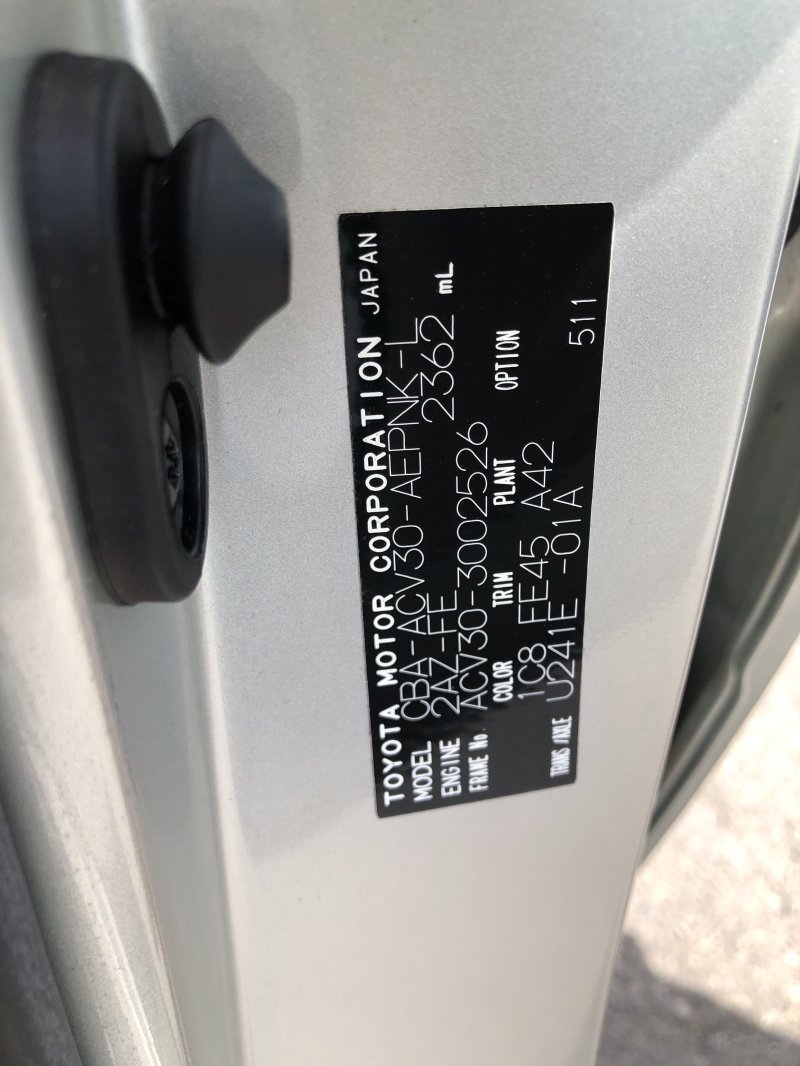 TOYOTA MOTOR CORPORATION JAPAN
MODEL CBA-ACV30-AEPNK-L
ENGINE 2AZ-FE 2362 mL
FRAME No. ACV30-3002526
COLOR TRIM PLANT OPTION
1C8 FE45 A42
TRANS/AXLE U241E -01A 511